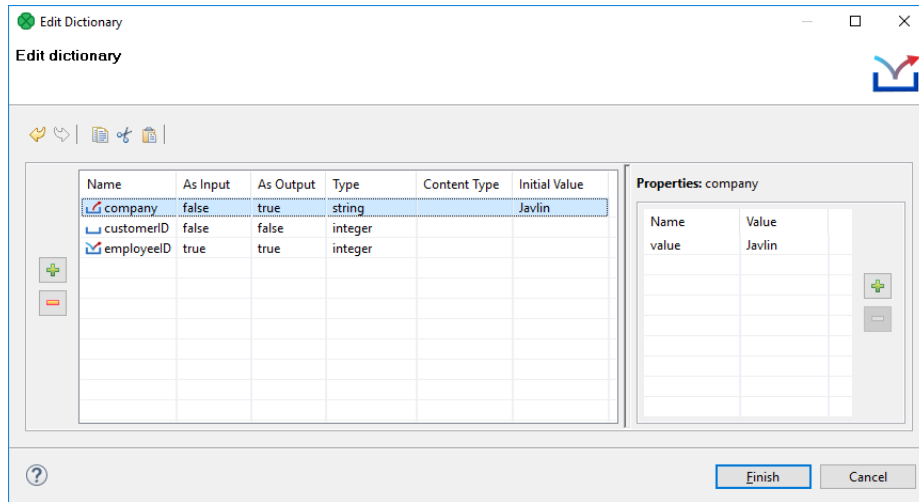 Edit Dictionary
Edit dictionary
Name As Input As Output Type Content Type Initial Value
company false true string Javlin
customerID false false integer
employeeID true true integer
Properties: company
Name Value
value Javlin
?
Finish Cancel